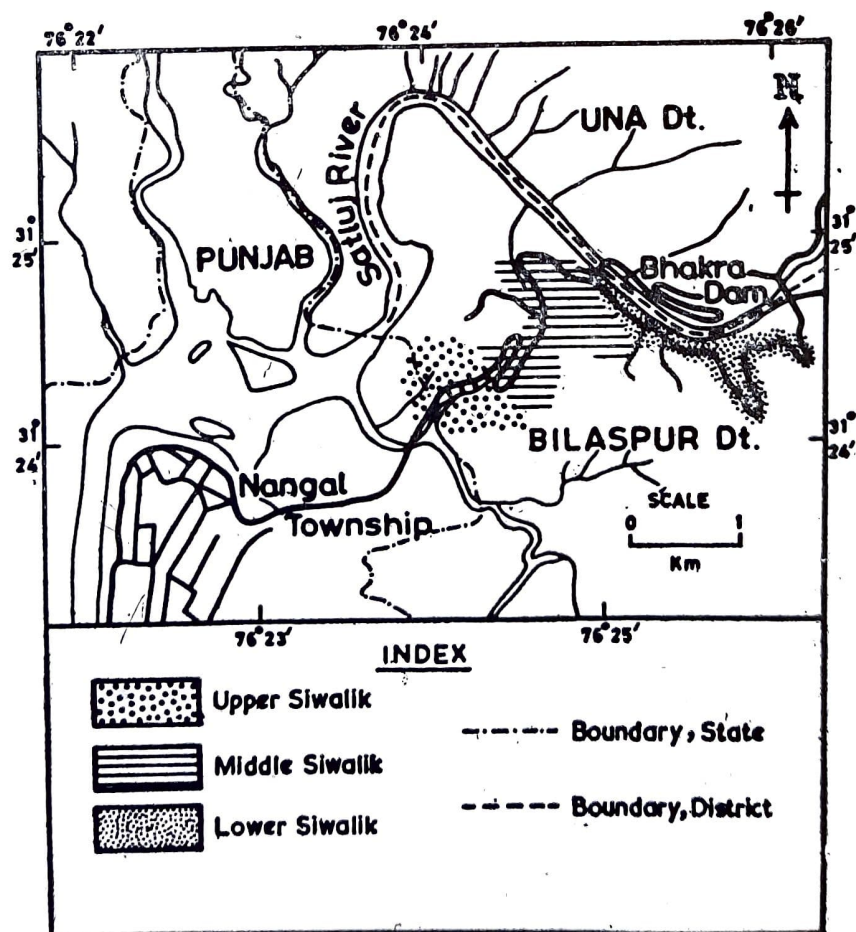 76°22' 76°24' 76°26'
N
UNA Dt.
Satluj River
31°
25'
PUNJAB
31°
25'
Bhakra
Dam
31°
24'
BILASPUR Dt.
31°
24'
Nangal
Township
SCALE
0 1
Km
76°23' 76°25'
INDEX
Upper Siwalik
Middle Siwalik
Lower Siwalik
Boundary, State
Boundary, District